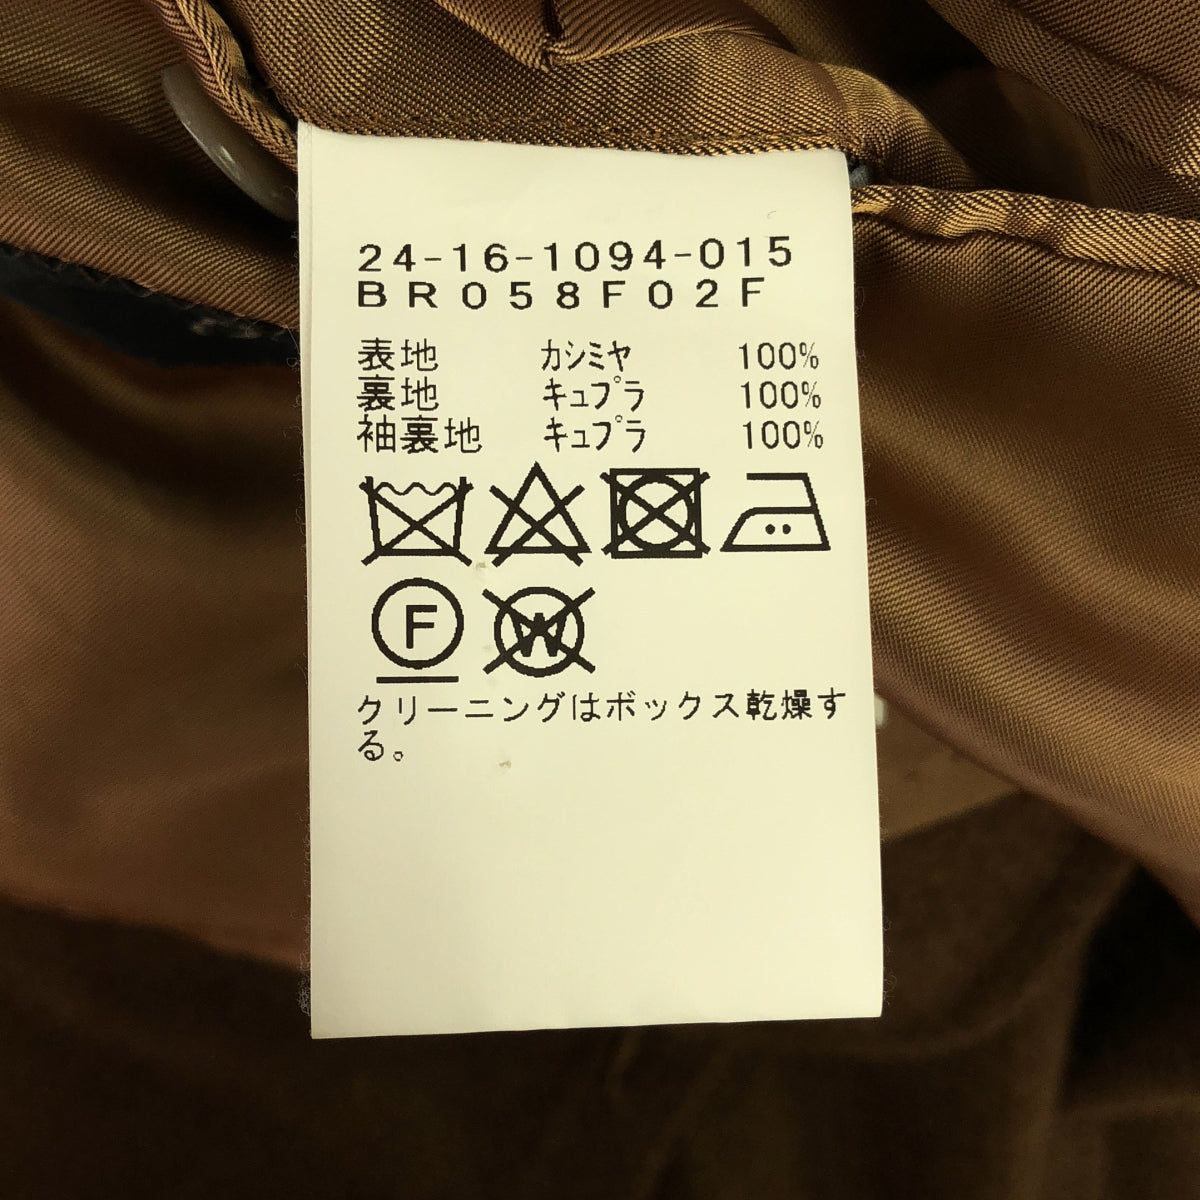 24-16-1094-015
BR058F02F
表地 カシミヤ 100%
裏地 キュプラ 100%
袖裏地 キュプラ 100%
F W
クリーニングはボックス乾燥す
る。